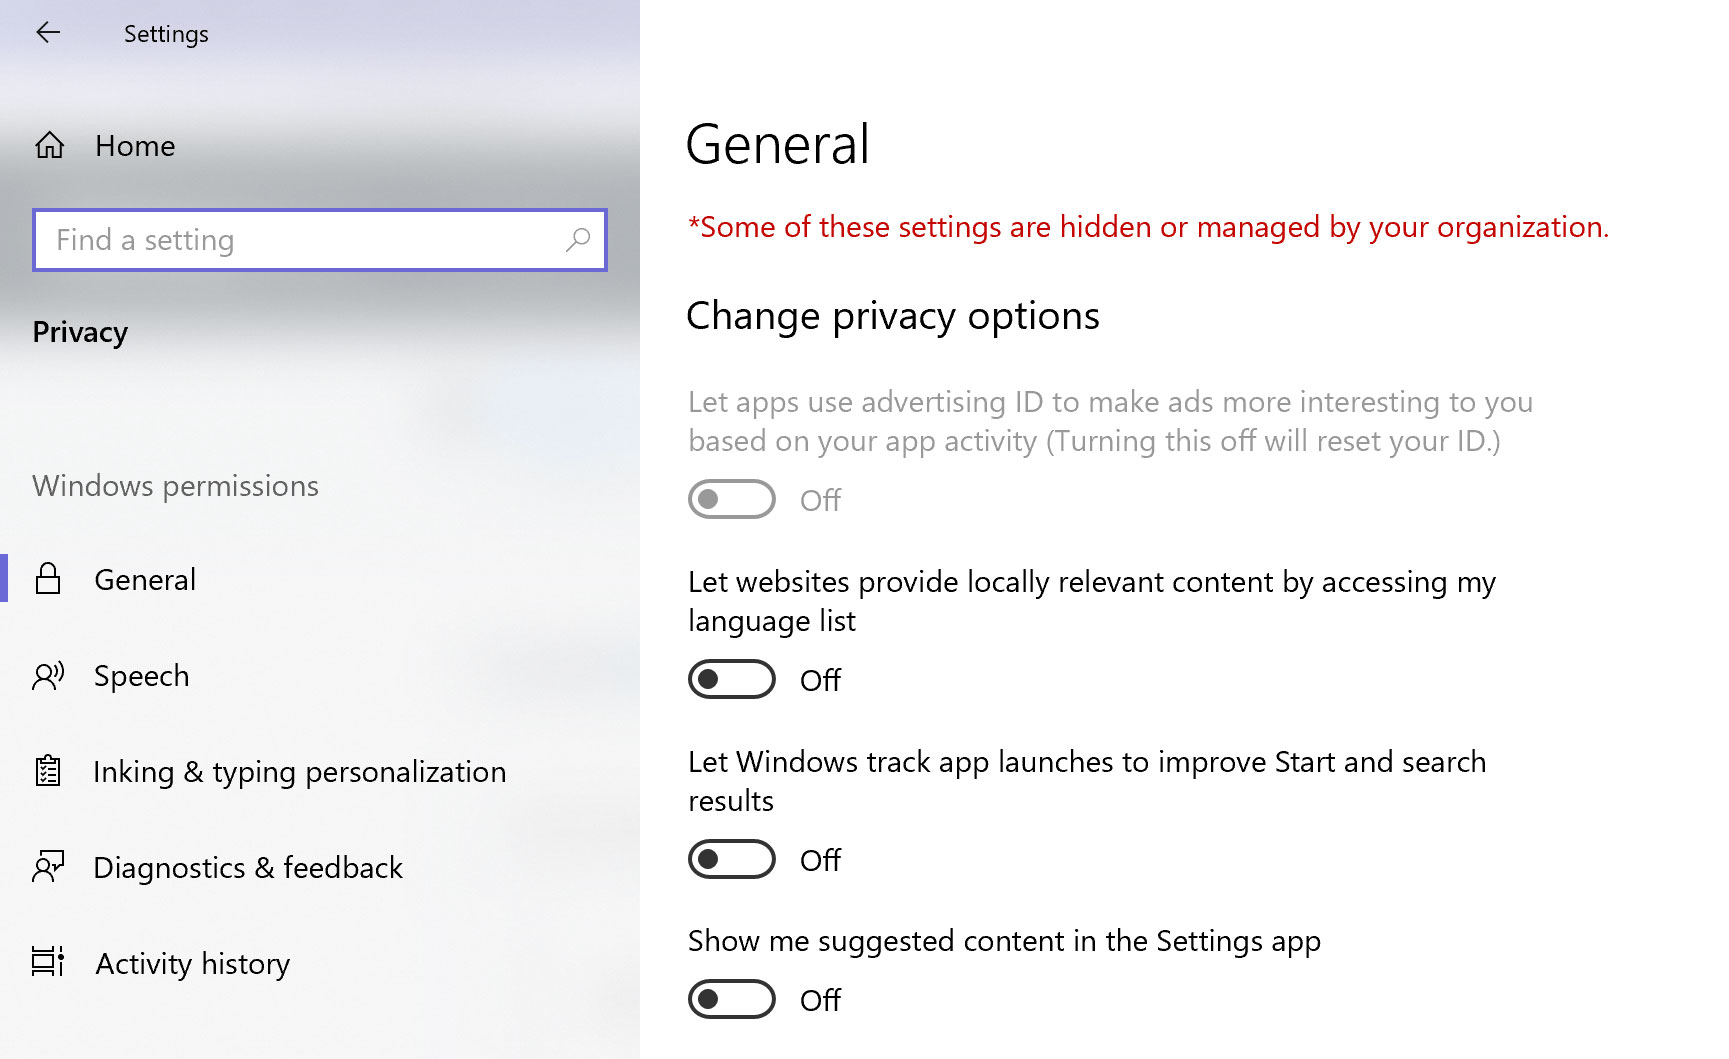 Settings
Home
Find a setting
Privacy
Windows permissions
General
Speech
Inking & typing personalization
Diagnostics & feedback
Activity history
General
*Some of these settings are hidden or managed by your organization.
Change privacy options
Let apps use advertising ID to make ads more interesting to you
based on your app activity (Turning this off will reset your ID.)
Off
Let websites provide locally relevant content by accessing my
language list
Off
Let Windows track app launches to improve Start and search
results
Off
Show me suggested content in the Settings app
Off